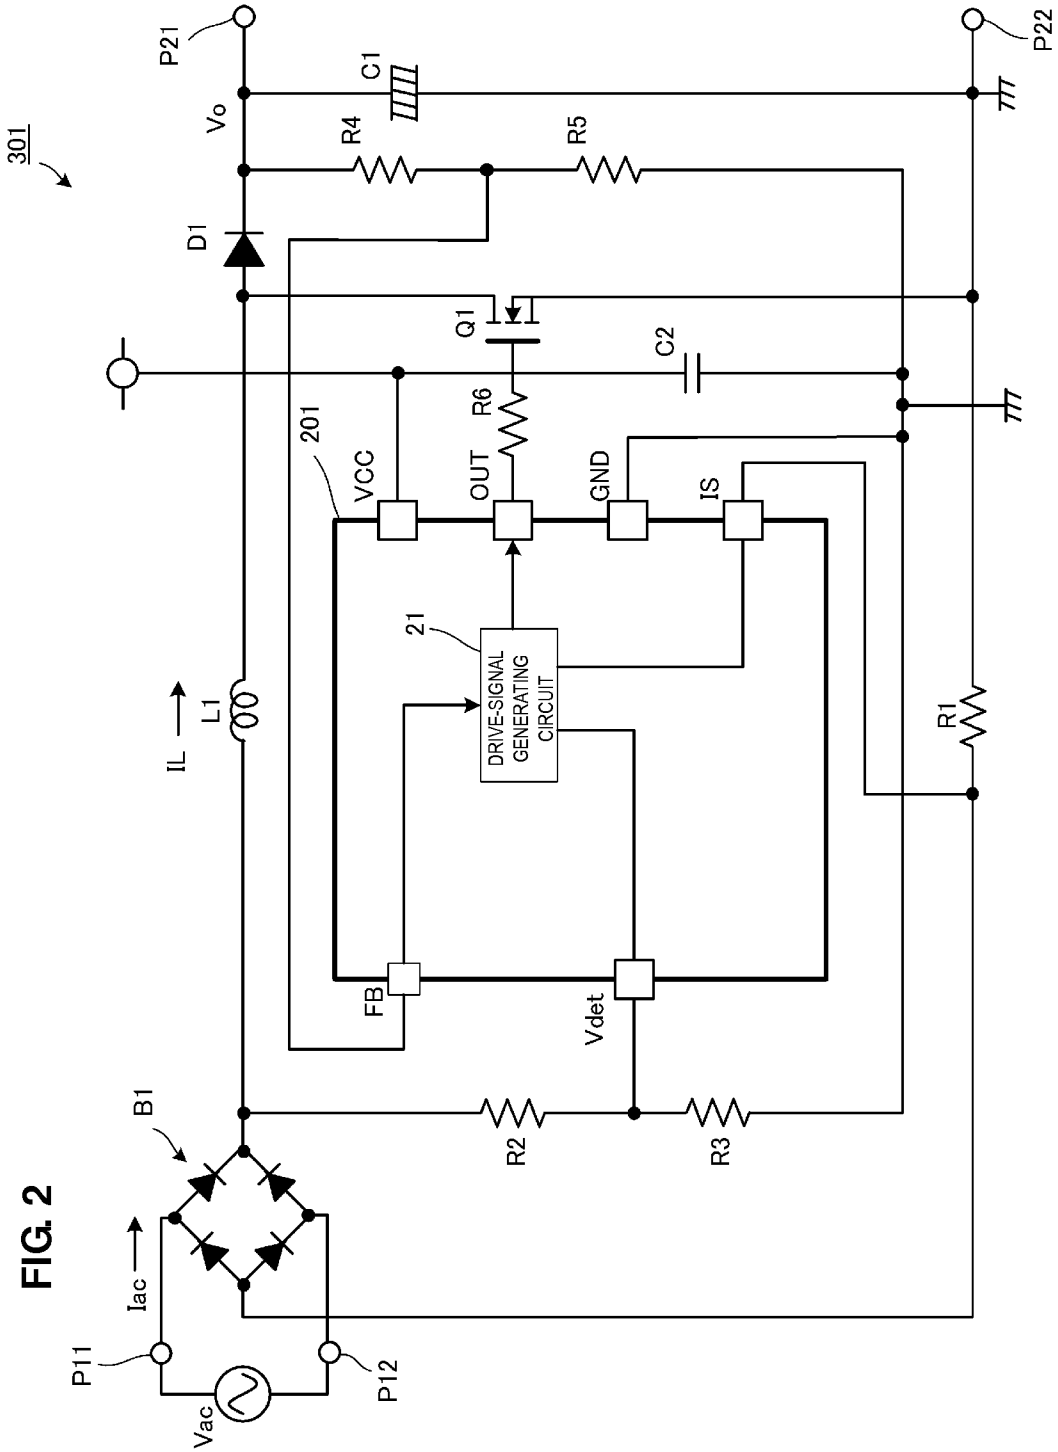 FIG. 2
301
Vac
P11
P12
Iac
B1
IL
L1
D1
Vo
P21
P22
C1
R4
R5
Q1
C2
R6
201
VCC
OUT
GND
IS
21
DRIVE-SIGNAL
GENERATING
CIRCUIT
FB
Vdet
R2
R3
R1